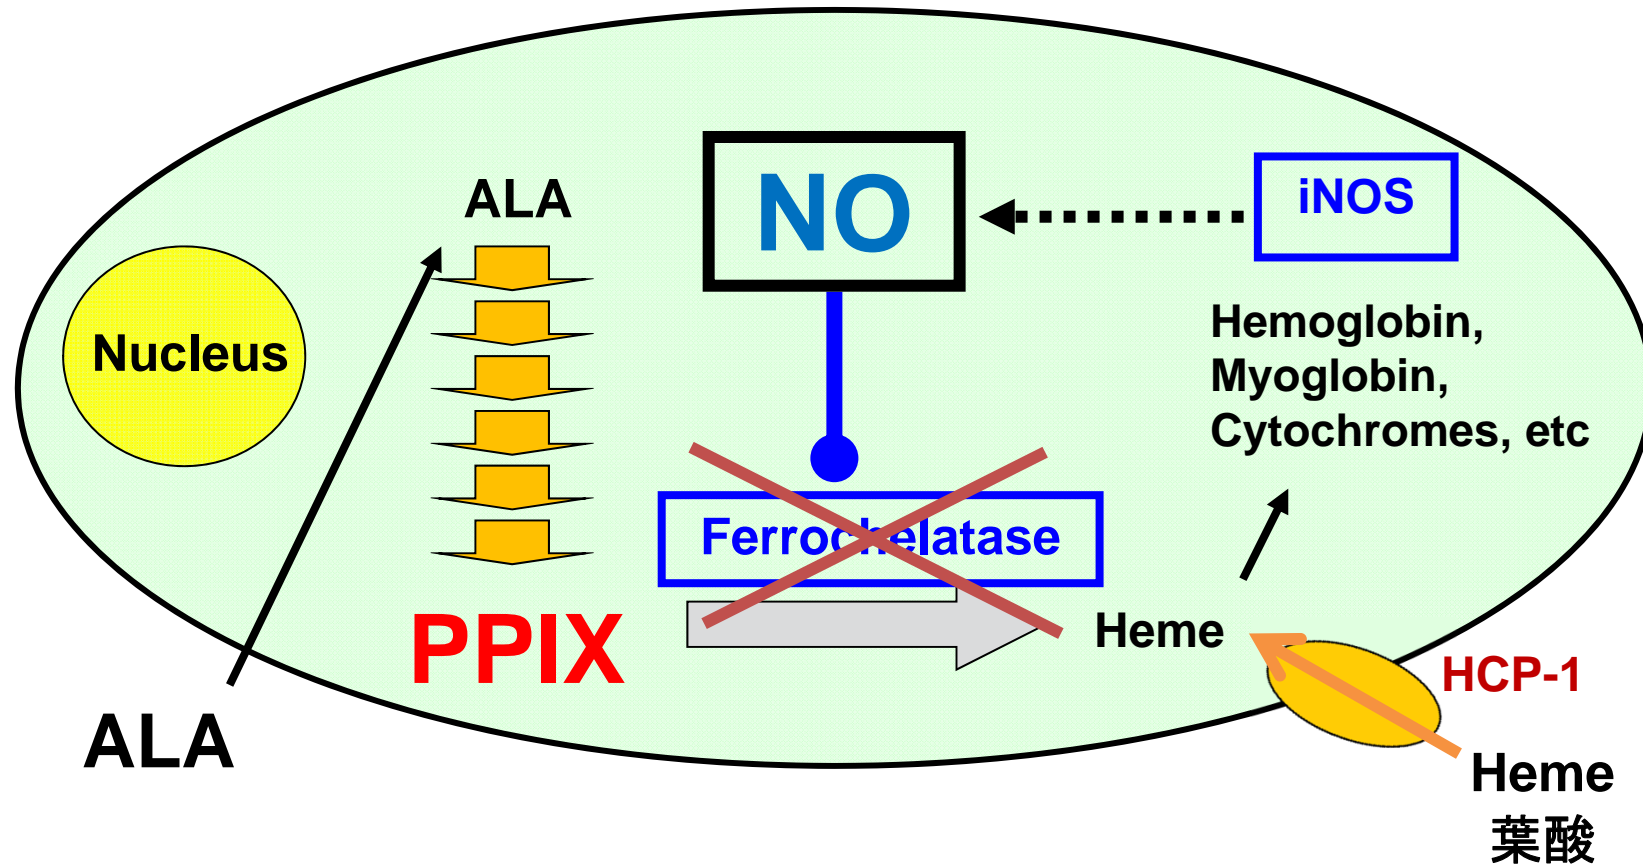 ALA
NO
iNOS
Nucleus
Hemoglobin,
Myoglobin,
Cytochromes, etc
Ferrochelatase
PPIX
Heme
HCP-1
ALA
Heme
葉酸